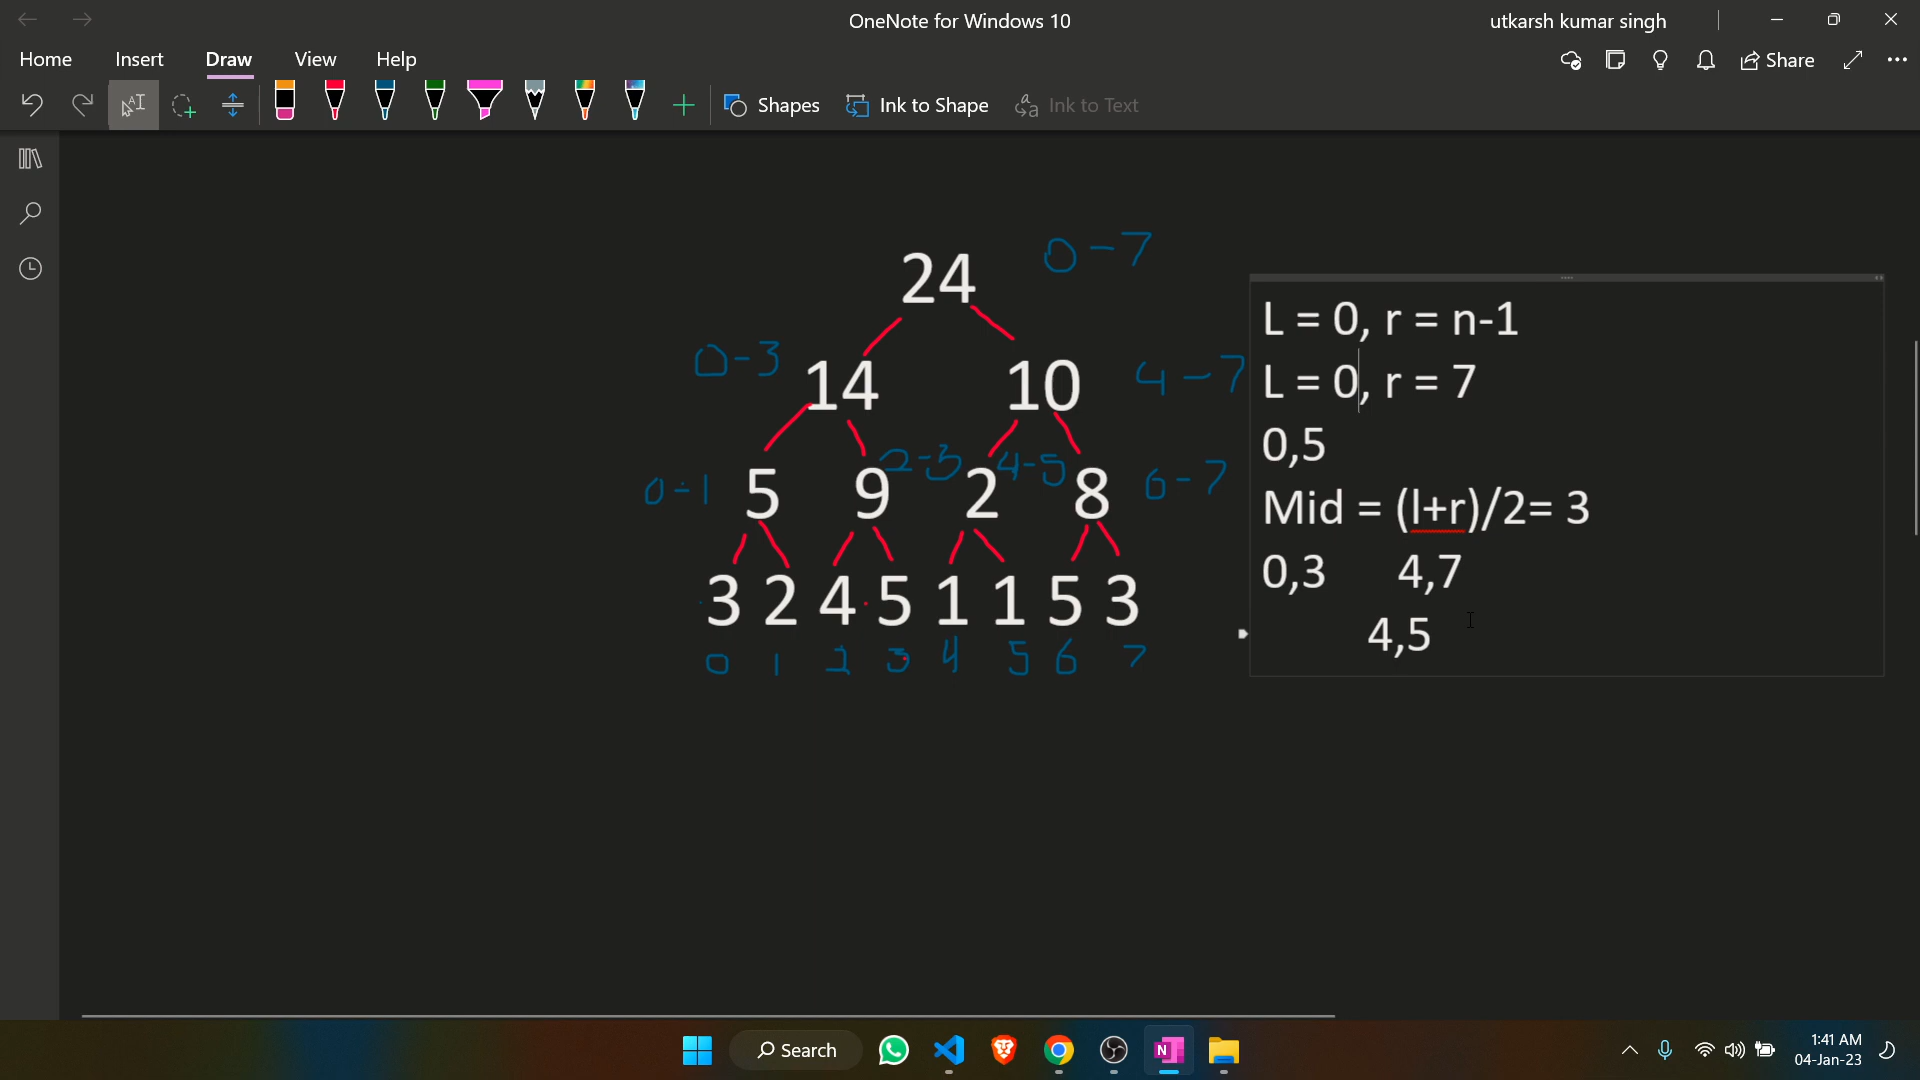 OneNote for Windows 10
utkarsh kumar singh
Home Insert Draw View Help
Share
Shapes Ink to Shape Ink to Text
24 0-7
0-3 14 10 4-7
0-1 5 9 2-3 2 4-5 8 6-7
3 2 4 5 1 1 5 3
0 1 2 3 4 5 6 7
L = 0, r = n-1
L = 0, r = 7
0,5
Mid = (l+r)/2= 3
0,3 4,7
4,5
Search
1:41 AM
04-Jan-23